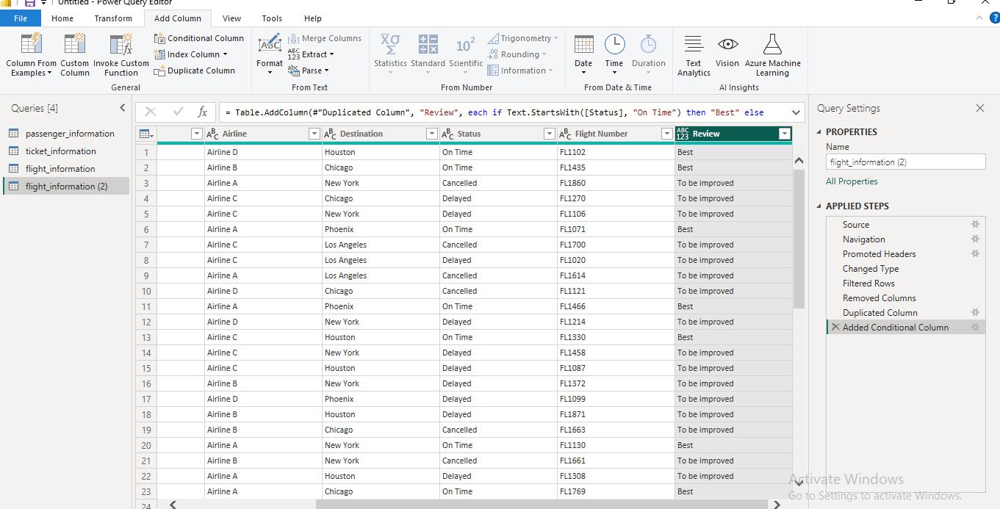 Untitled - Power Query Editor
File Home Transform Add Column View Tools Help
Column From Examples
Custom Column
Invoke Custom Function
Conditional Column
Index Column
Duplicate Column
General
Format
Merge Columns
Extract
Parse
From Text
Statistics
Standard
Scientific
Trigonometry
Rounding
Information
From Number
Date
Time
Duration
From Date & Time
Text Analytics
Vision
Azure Machine Learning
AI Insights
Queries [4]
passenger_information
ticket_information
flight_information
flight_information (2)
fx = Table.AddColumn(#"Duplicated Column", "Review", each if Text.StartsWith([Status], "On Time") then "Best" else
Airline Destination Status Flight Number Review
1 Airline D Houston On Time FL1102 Best
2 Airline B Chicago On Time FL1435 Best
3 Airline A New York Cancelled FL1860 To be improved
4 Airline C Chicago Delayed FL1270 To be improved
5 Airline C New York Delayed FL1106 To be improved
6 Airline A Phoenix On Time FL1071 Best
7 Airline C Los Angeles Cancelled FL1700 To be improved
8 Airline C Los Angeles Delayed FL1020 To be improved
9 Airline A Los Angeles Cancelled FL1614 To be improved
10 Airline D Chicago Cancelled FL1121 To be improved
11 Airline A Phoenix On Time FL1466 Best
12 Airline D New York Delayed FL1214 To be improved
13 Airline C Houston On Time FL1330 Best
14 Airline C New York Delayed FL1458 To be improved
15 Airline C Houston Delayed FL1087 To be improved
16 Airline B New York Delayed FL1372 To be improved
17 Airline D Phoenix Delayed FL1099 To be improved
18 Airline B Houston Delayed FL1871 To be improved
19 Airline B Chicago Cancelled FL1663 To be improved
20 Airline A New York On Time FL1130 Best
21 Airline B New York Cancelled FL1661 To be improved
22 Airline A Houston Delayed FL1308 To be improved
23 Airline A Chicago On Time FL1769 Best
24
Query Settings
PROPERTIES
Name
flight_information (2)
All Properties
APPLIED STEPS
Source
Navigation
Promoted Headers
Changed Type
Filtered Rows
Removed Columns
Duplicated Column
Added Conditional Column
Activate Windows
Go to Settings to activate Windows.